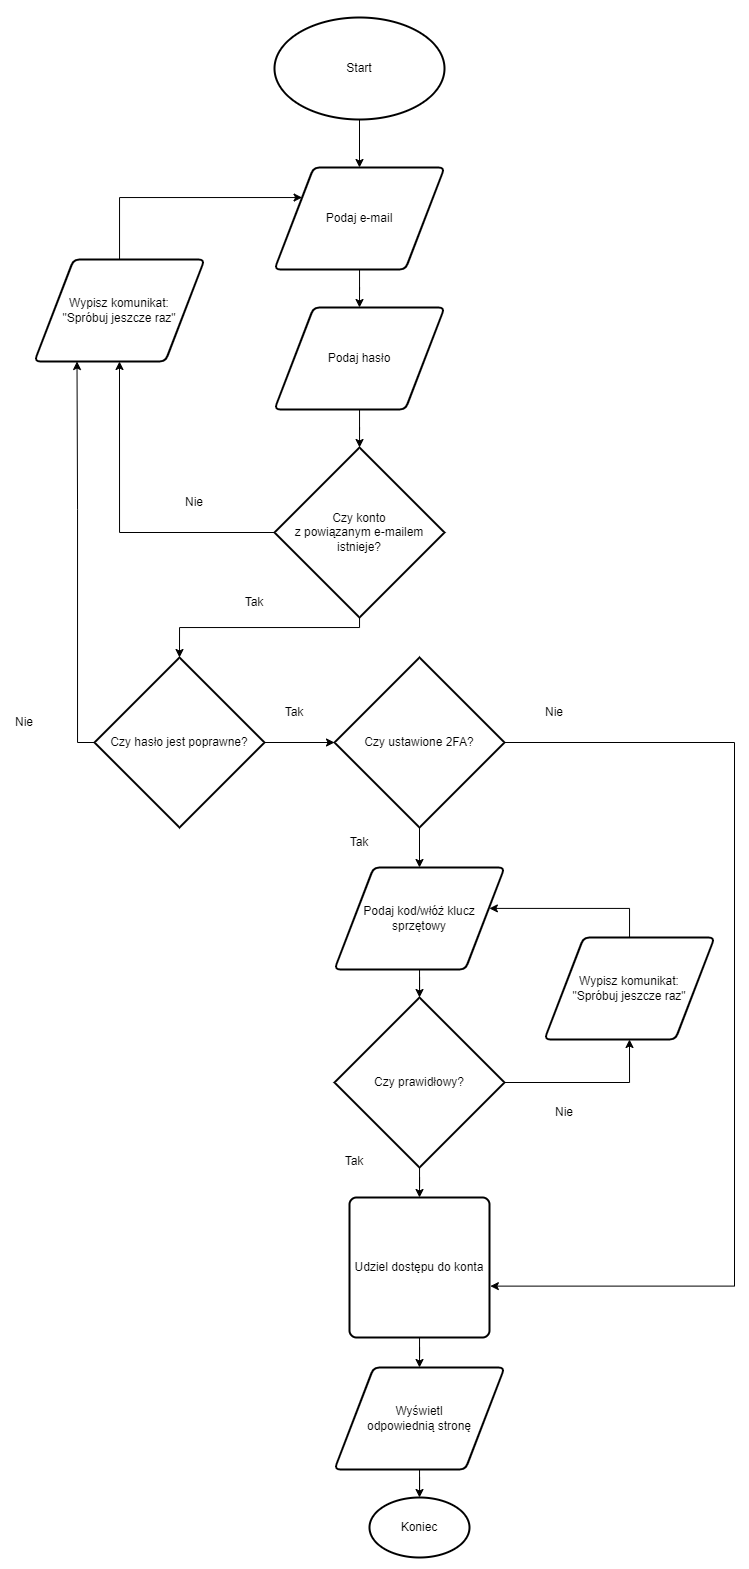 Start
Podaj e-mail
Wypisz komunikat:
"Spróbuj jeszcze raz"
Podaj hasło
Nie
Czy konto
z powiązanym e-mailem
istnieje?
Tak
Nie
Czy hasło jest poprawne?
Tak
Czy ustawione 2FA?
Nie
Tak
Podaj kod/włóż klucz
sprzętowy
Wypisz komunikat:
"Spróbuj jeszcze raz"
Czy prawidłowy?
Nie
Tak
Udziel dostępu do konta
Wyświetl
odpowiednią stronę
Koniec